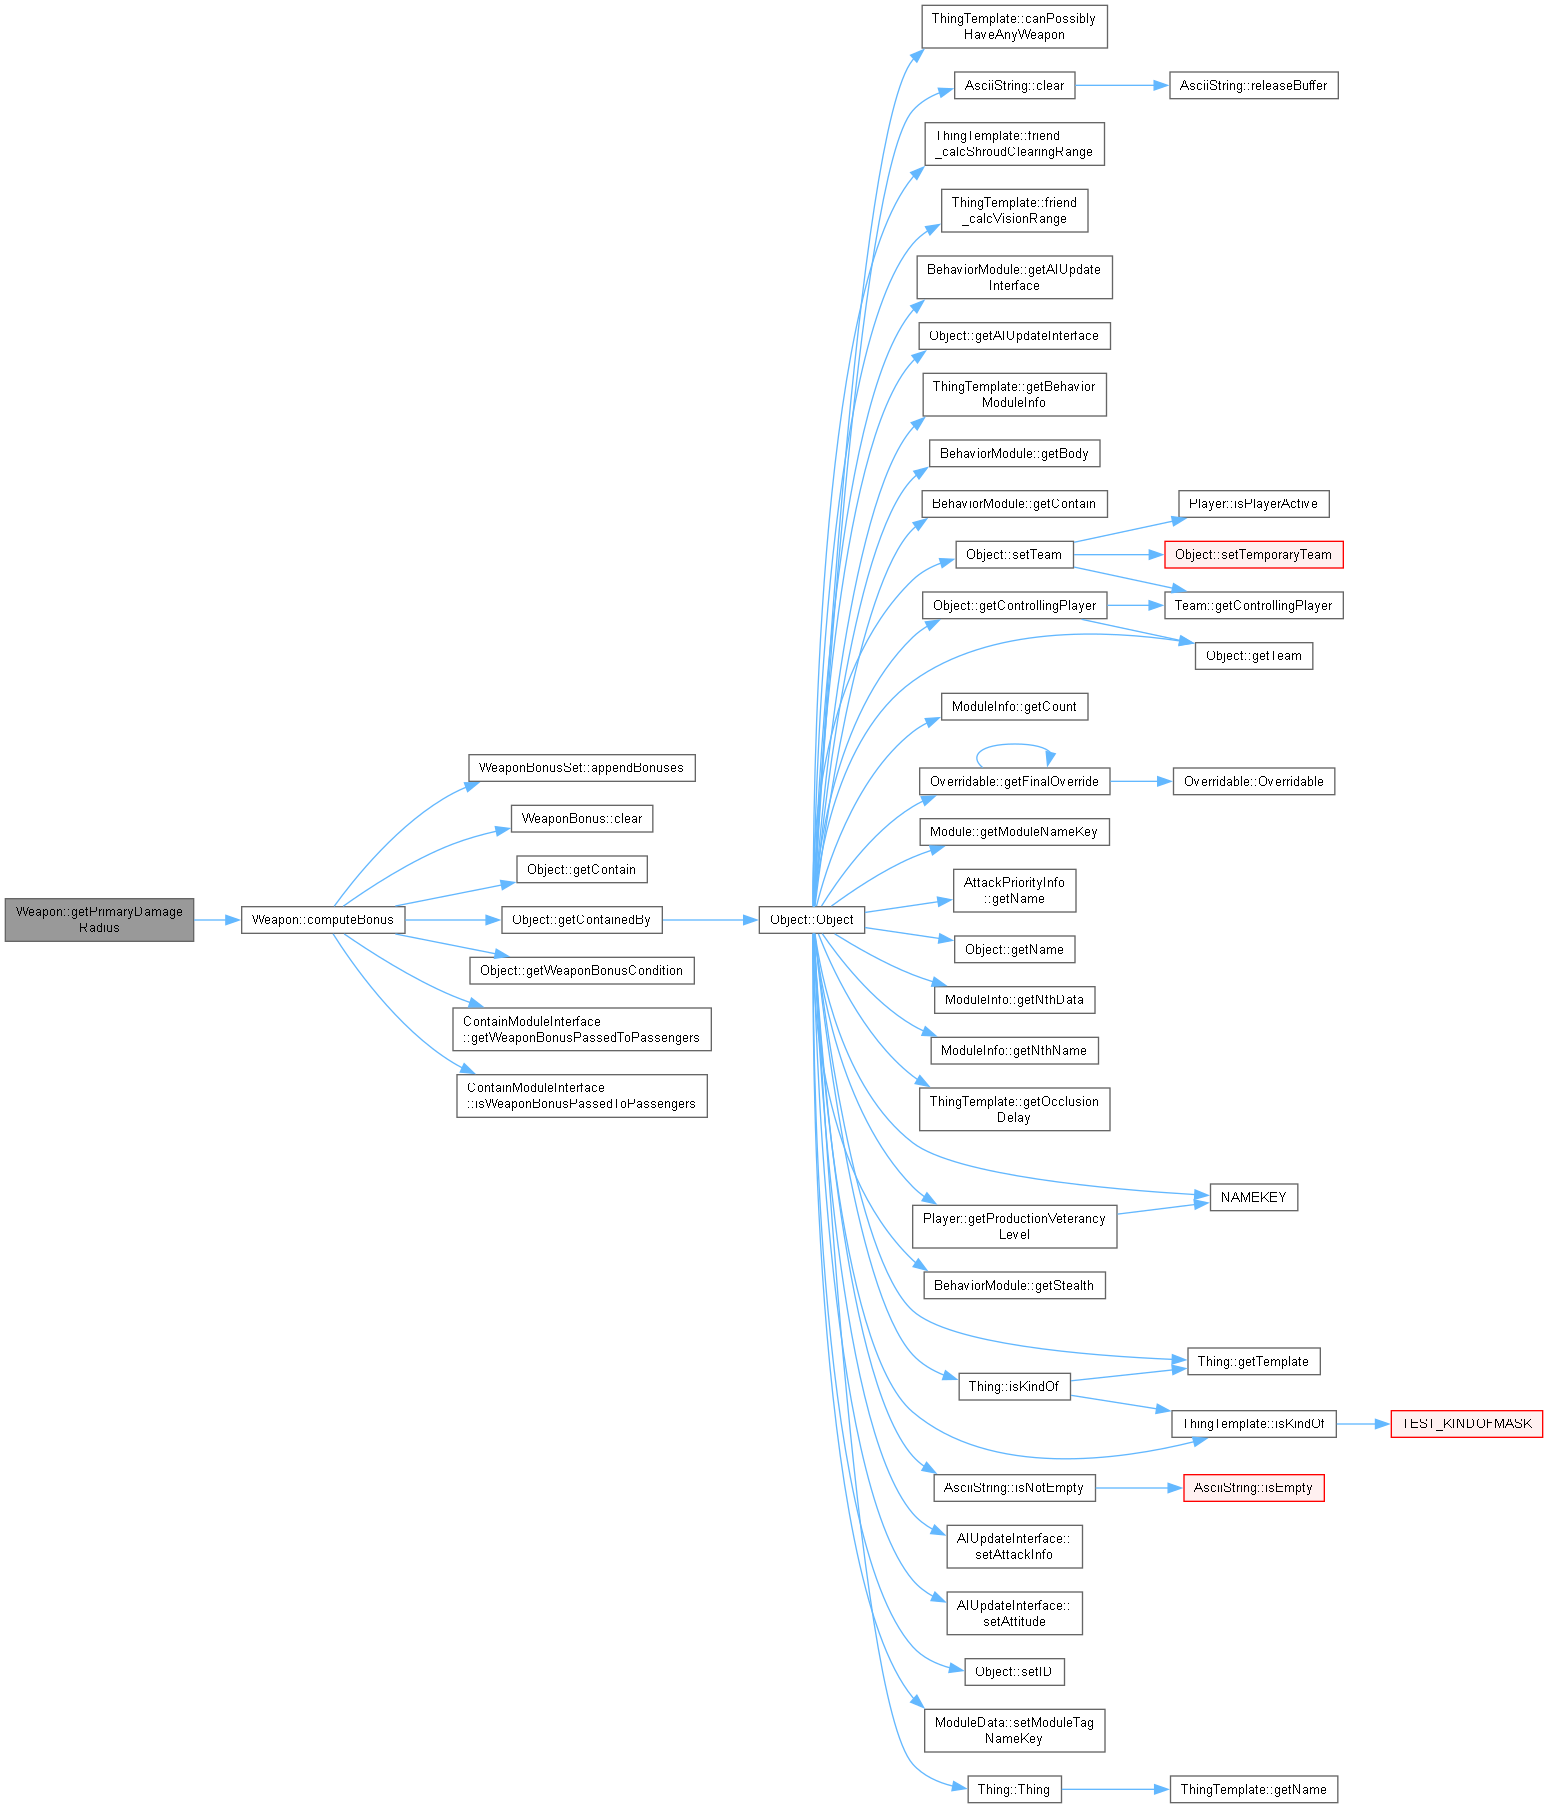 Weapon::getPrimaryDamage
Radius
Weapon::computeBonus
WeaponBonusSet::appendBonuses
WeaponBonus::clear
Object::getContain
Object::getContainedBy
Object::getWeaponBonusCondition
ContainModuleInterface
::getWeaponBonusPassedToPassengers
ContainModuleInterface
::isWeaponBonusPassedToPassengers
Object::Object
ThingTemplate::canPossibly
HaveAnyWeapon
AsciiString::clear
AsciiString::releaseBuffer
ThingTemplate::friend
_calcShroudClearingRange
ThingTemplate::friend
_calcVisionRange
BehaviorModule::getAIUpdate
Interface
Object::getAIUpdateInterface
ThingTemplate::getBehavior
ModuleInfo
BehaviorModule::getBody
BehaviorModule::getContain
Object::setTeam
Player::isPlayerActive
Object::setTemporaryTeam
Object::getControllingPlayer
Team::getControllingPlayer
Object::getTeam
ModuleInfo::getCount
Overridable::getFinalOverride
Overridable::Overridable
Module::getModuleNameKey
AttackPriorityInfo
::getName
Object::getName
ModuleInfo::getNthData
ModuleInfo::getNthName
ThingTemplate::getOcclusion
Delay
NAMEKEY
Player::getProductionVeterancy
Level
BehaviorModule::getStealth
Thing::getTemplate
Thing::isKindOf
ThingTemplate::isKindOf
TEST_KINDOFMASK
AsciiString::isNotEmpty
AsciiString::isEmpty
AIUpdateInterface::
setAttackInfo
AIUpdateInterface::
setAttitude
Object::setID
ModuleData::setModuleTag
NameKey
Thing::Thing
ThingTemplate::getName